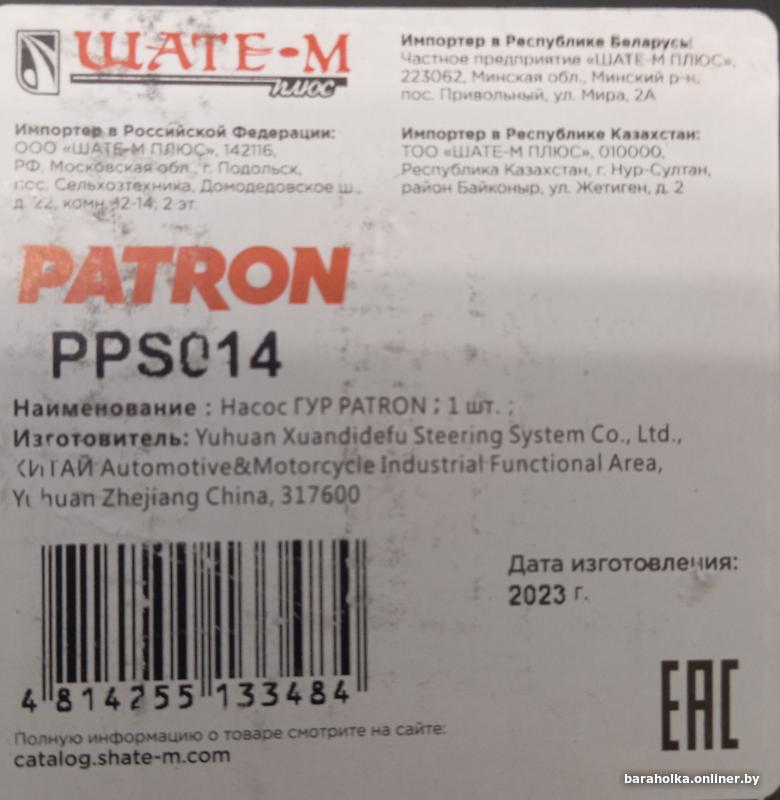 ШАТЕ-М
ПЛЮС
Импортер в Республике Беларусь:
Частное предприятие «ШАТЕ-М ПЛЮС»,
223062, Минская обл., Минский р-н,
пос. Привольный, ул. Мира, 2А
Импортер в Российской Федерации:
ООО «ШАТЕ-М ПЛЮС», 142116,
РФ, Московская обл., г. Подольск,
пос. Сельхозтехника, Домодедовское ш.,
д. 22, комн. 12-14, 2 эт.
Импортер в Республике Казахстан:
ТОО «ШАТЕ-М ПЛЮС», 010000,
Республика Казахстан, г. Нур-Султан,
район Байконыр, ул. Жетиген, д. 2
PATRON
PPS014
Наименование : Насос ГУР PATRON ; 1 шт. ;
Изготовитель: Yuhuan Xuandidefu Steering System Co., Ltd.,
КИТАЙ Automotive&Motorcycle Industrial Functional Area,
Yuhuan Zhejiang China, 317600
Дата изготовления:
2023 г.
4 814255 133484
EAC
Полную информацию о товаре смотрите на сайте:
catalog.shate-m.com
baraholka.onliner.by